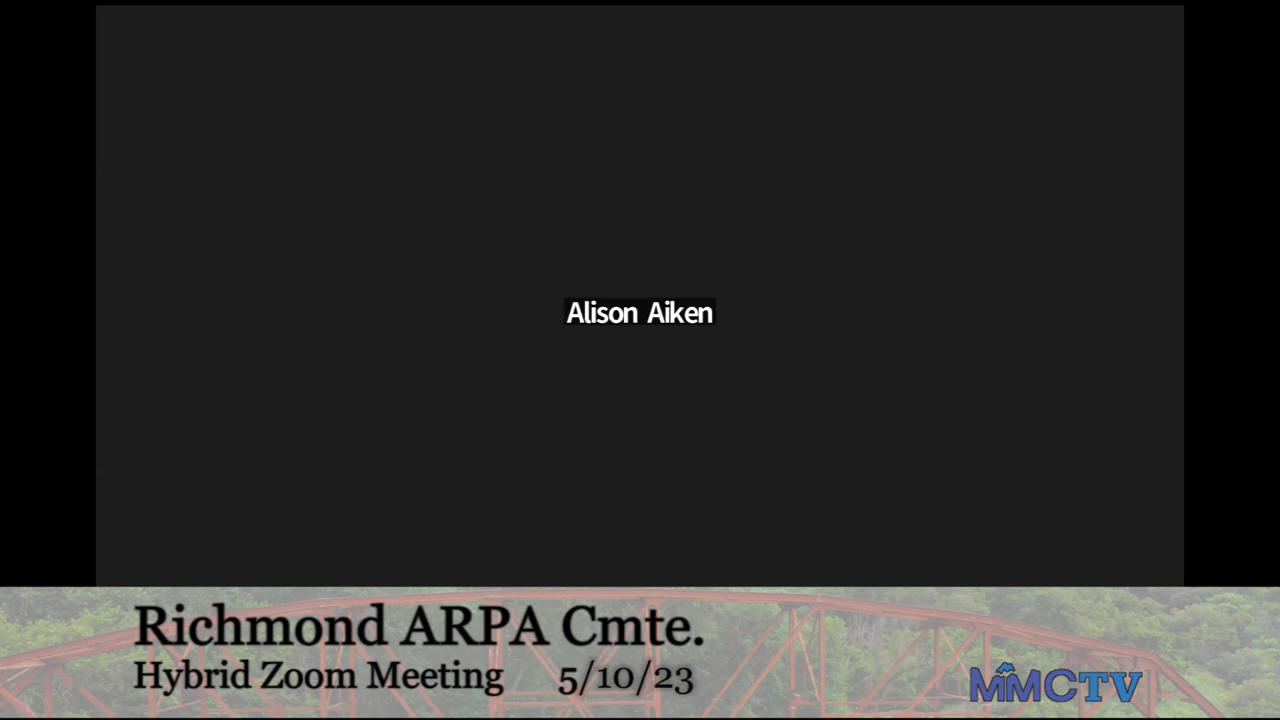 Alison Aiken
Richmond ARPA Cmte.
Hybrid Zoom Meeting 5/10/23
MMCTV